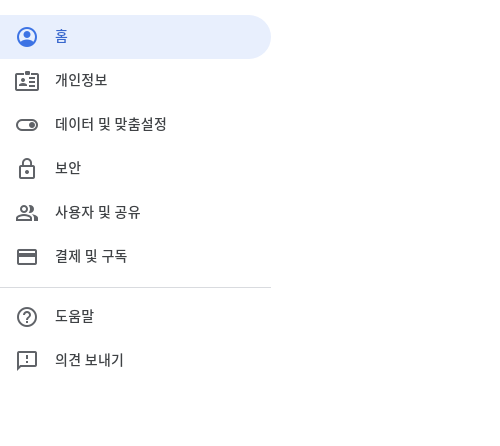 홈
개인정보
데이터 및 맞춤설정
보안
사용자 및 공유
결제 및 구독
도움말
의견 보내기